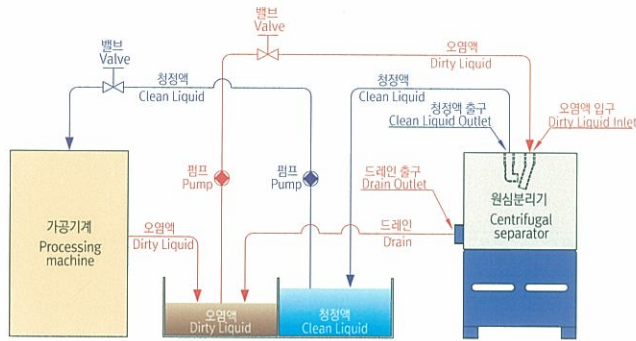 밸브
Valve
오염액
Dirty Liquid
밸브
Valve
청정액
Clean Liquid
청정액
Clean Liquid
청정액 출구
Clean Liquid Outlet
오염액 입구
Dirty Liquid Inlet
펌프
Pump
펌프
Pump
드레인 출구
Drain Outlet
원심분리기
Centrifugal
separator
가공기계
Processing
machine
오염액
Dirty Liquid
드레인
Drain
오염액
Dirty Liquid
청정액
Clean Liquid